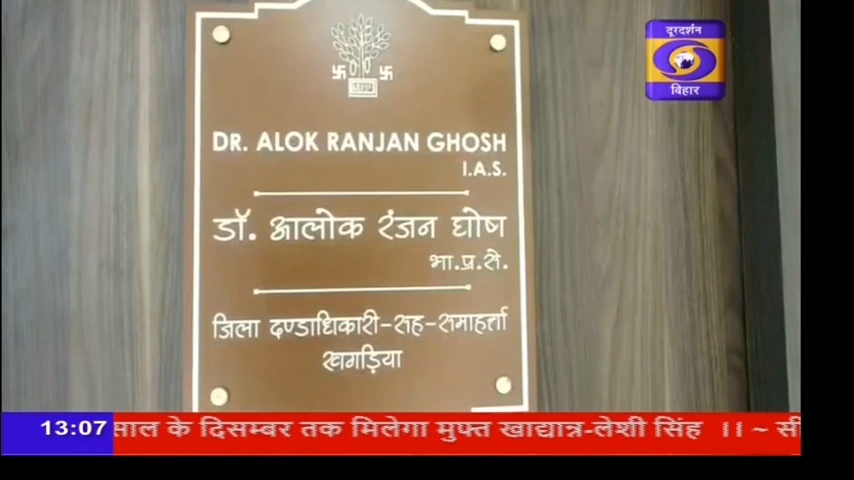 दूरदर्शन
बिहार
DR. ALOK RANJAN GHOSH
I.A.S.
डॉ. आलोक रंजन घोष
भा.प्र.से.
जिला दण्डाधिकारी-सह-समाहर्त्ता
खगड़िया
13:07
साल के दिसम्बर तक मिलेगा मुफ्त खाद्यान्न-लेशी सिंह ।। ~ सी